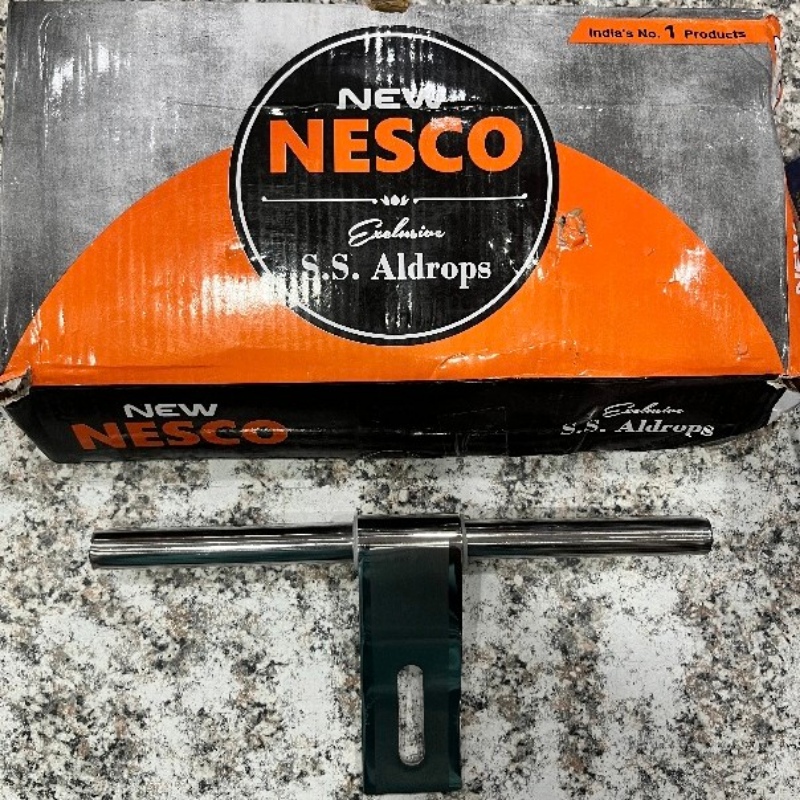 India's No. 1 Products
NEW
NESCO
Exclusive
S.S. Aldrops
NEW
NESCO
Exclusive
S.S. Aldrops